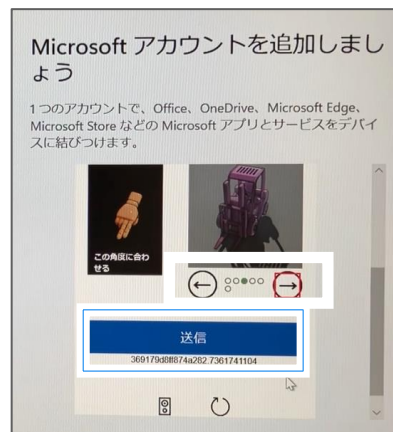 Microsoft アカウントを追加しまし
ょう
1 つのアカウントで、Office、OneDrive、Microsoft Edge、
Microsoft Store などの Microsoft アプリとサービスをデバイ
スに結びつけます。
この角度に合わ
せる
送信
369179d8ff874a282.7361741104